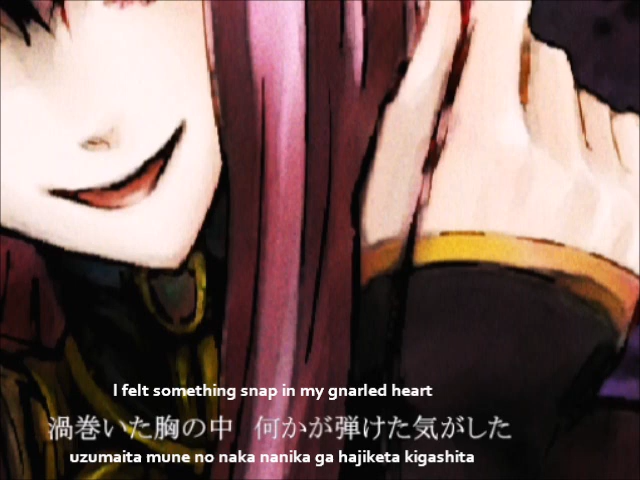 I felt something snap in my gnarled heart
渦巻いた胸の中 何かが弾けた気がした
uzumaita mune no naka nanika ga hajiketa kigashita